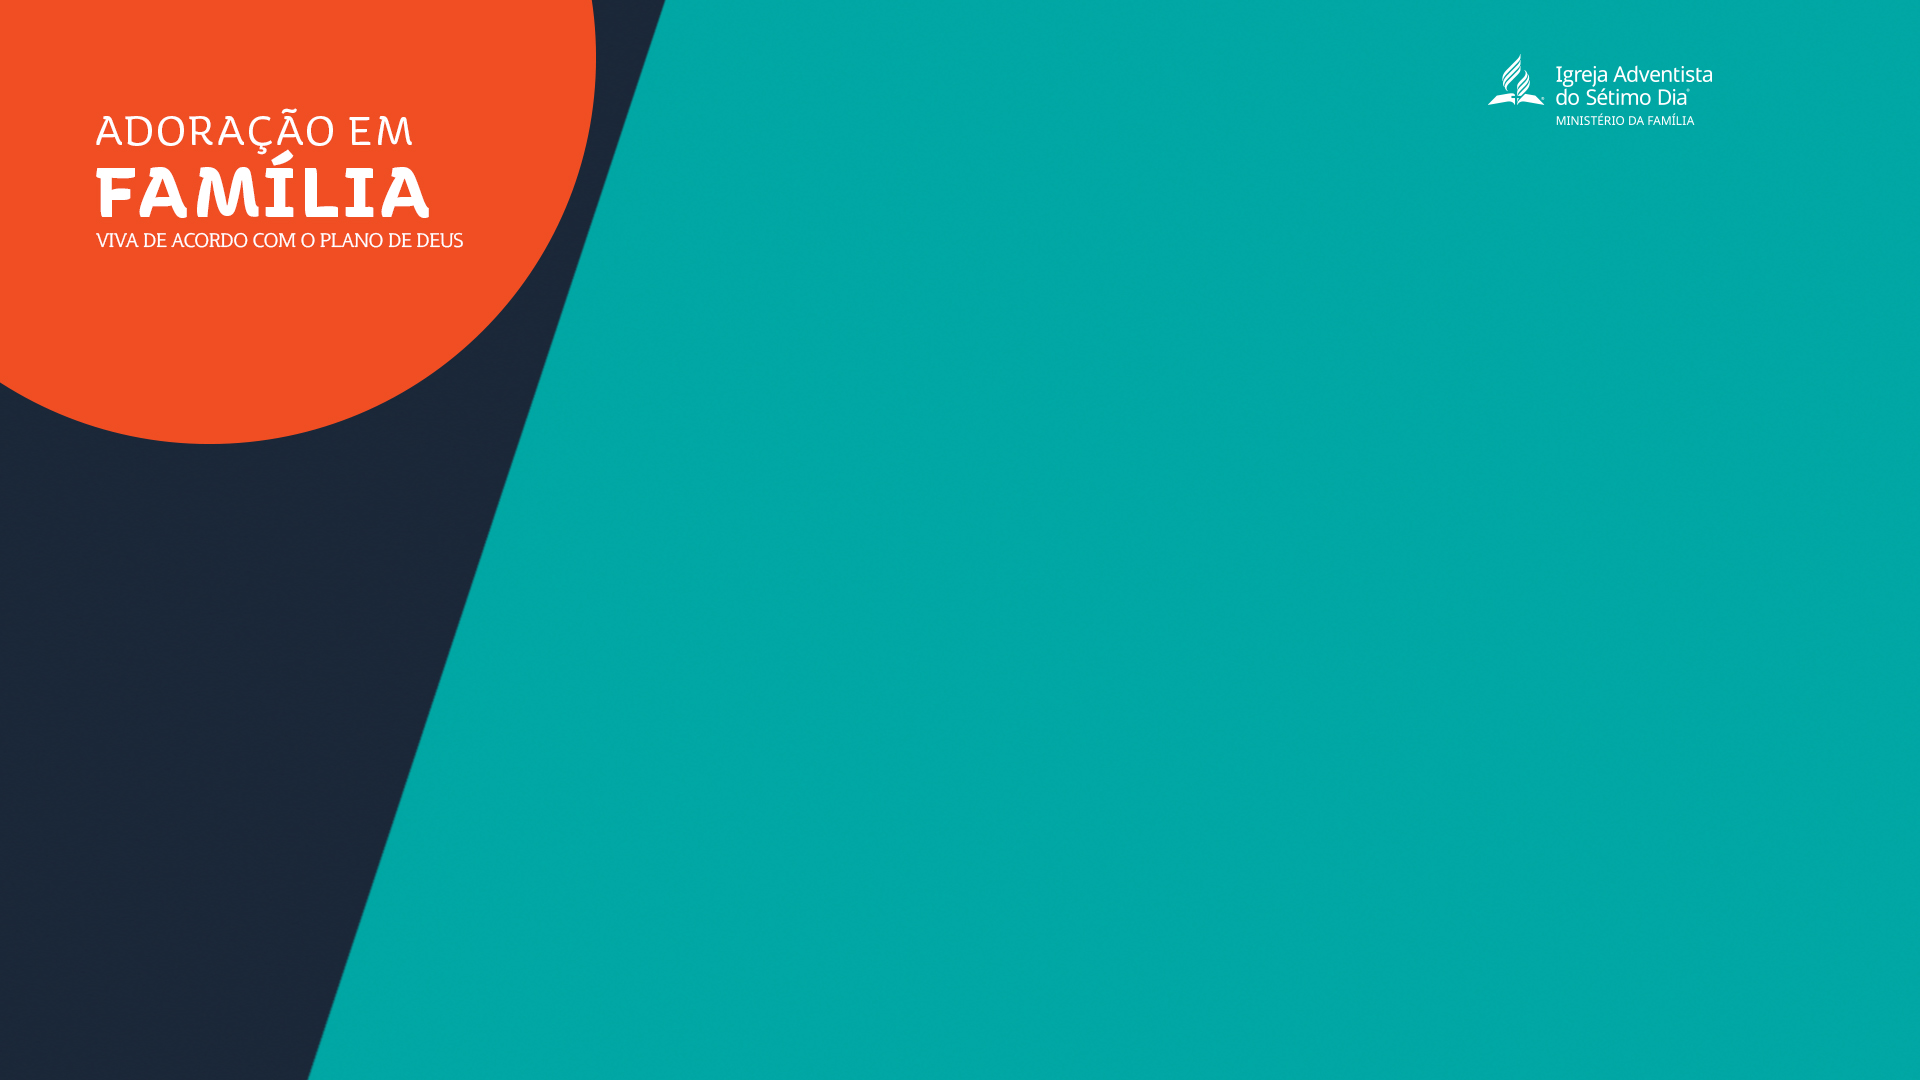 ADORAÇÃO EM
FAMÍLIA
VIVA DE ACORDO COM O PLANO DE DEUS
Igreja Adventista
do Sétimo Dia
MINISTÉRIO DA FAMÍLIA